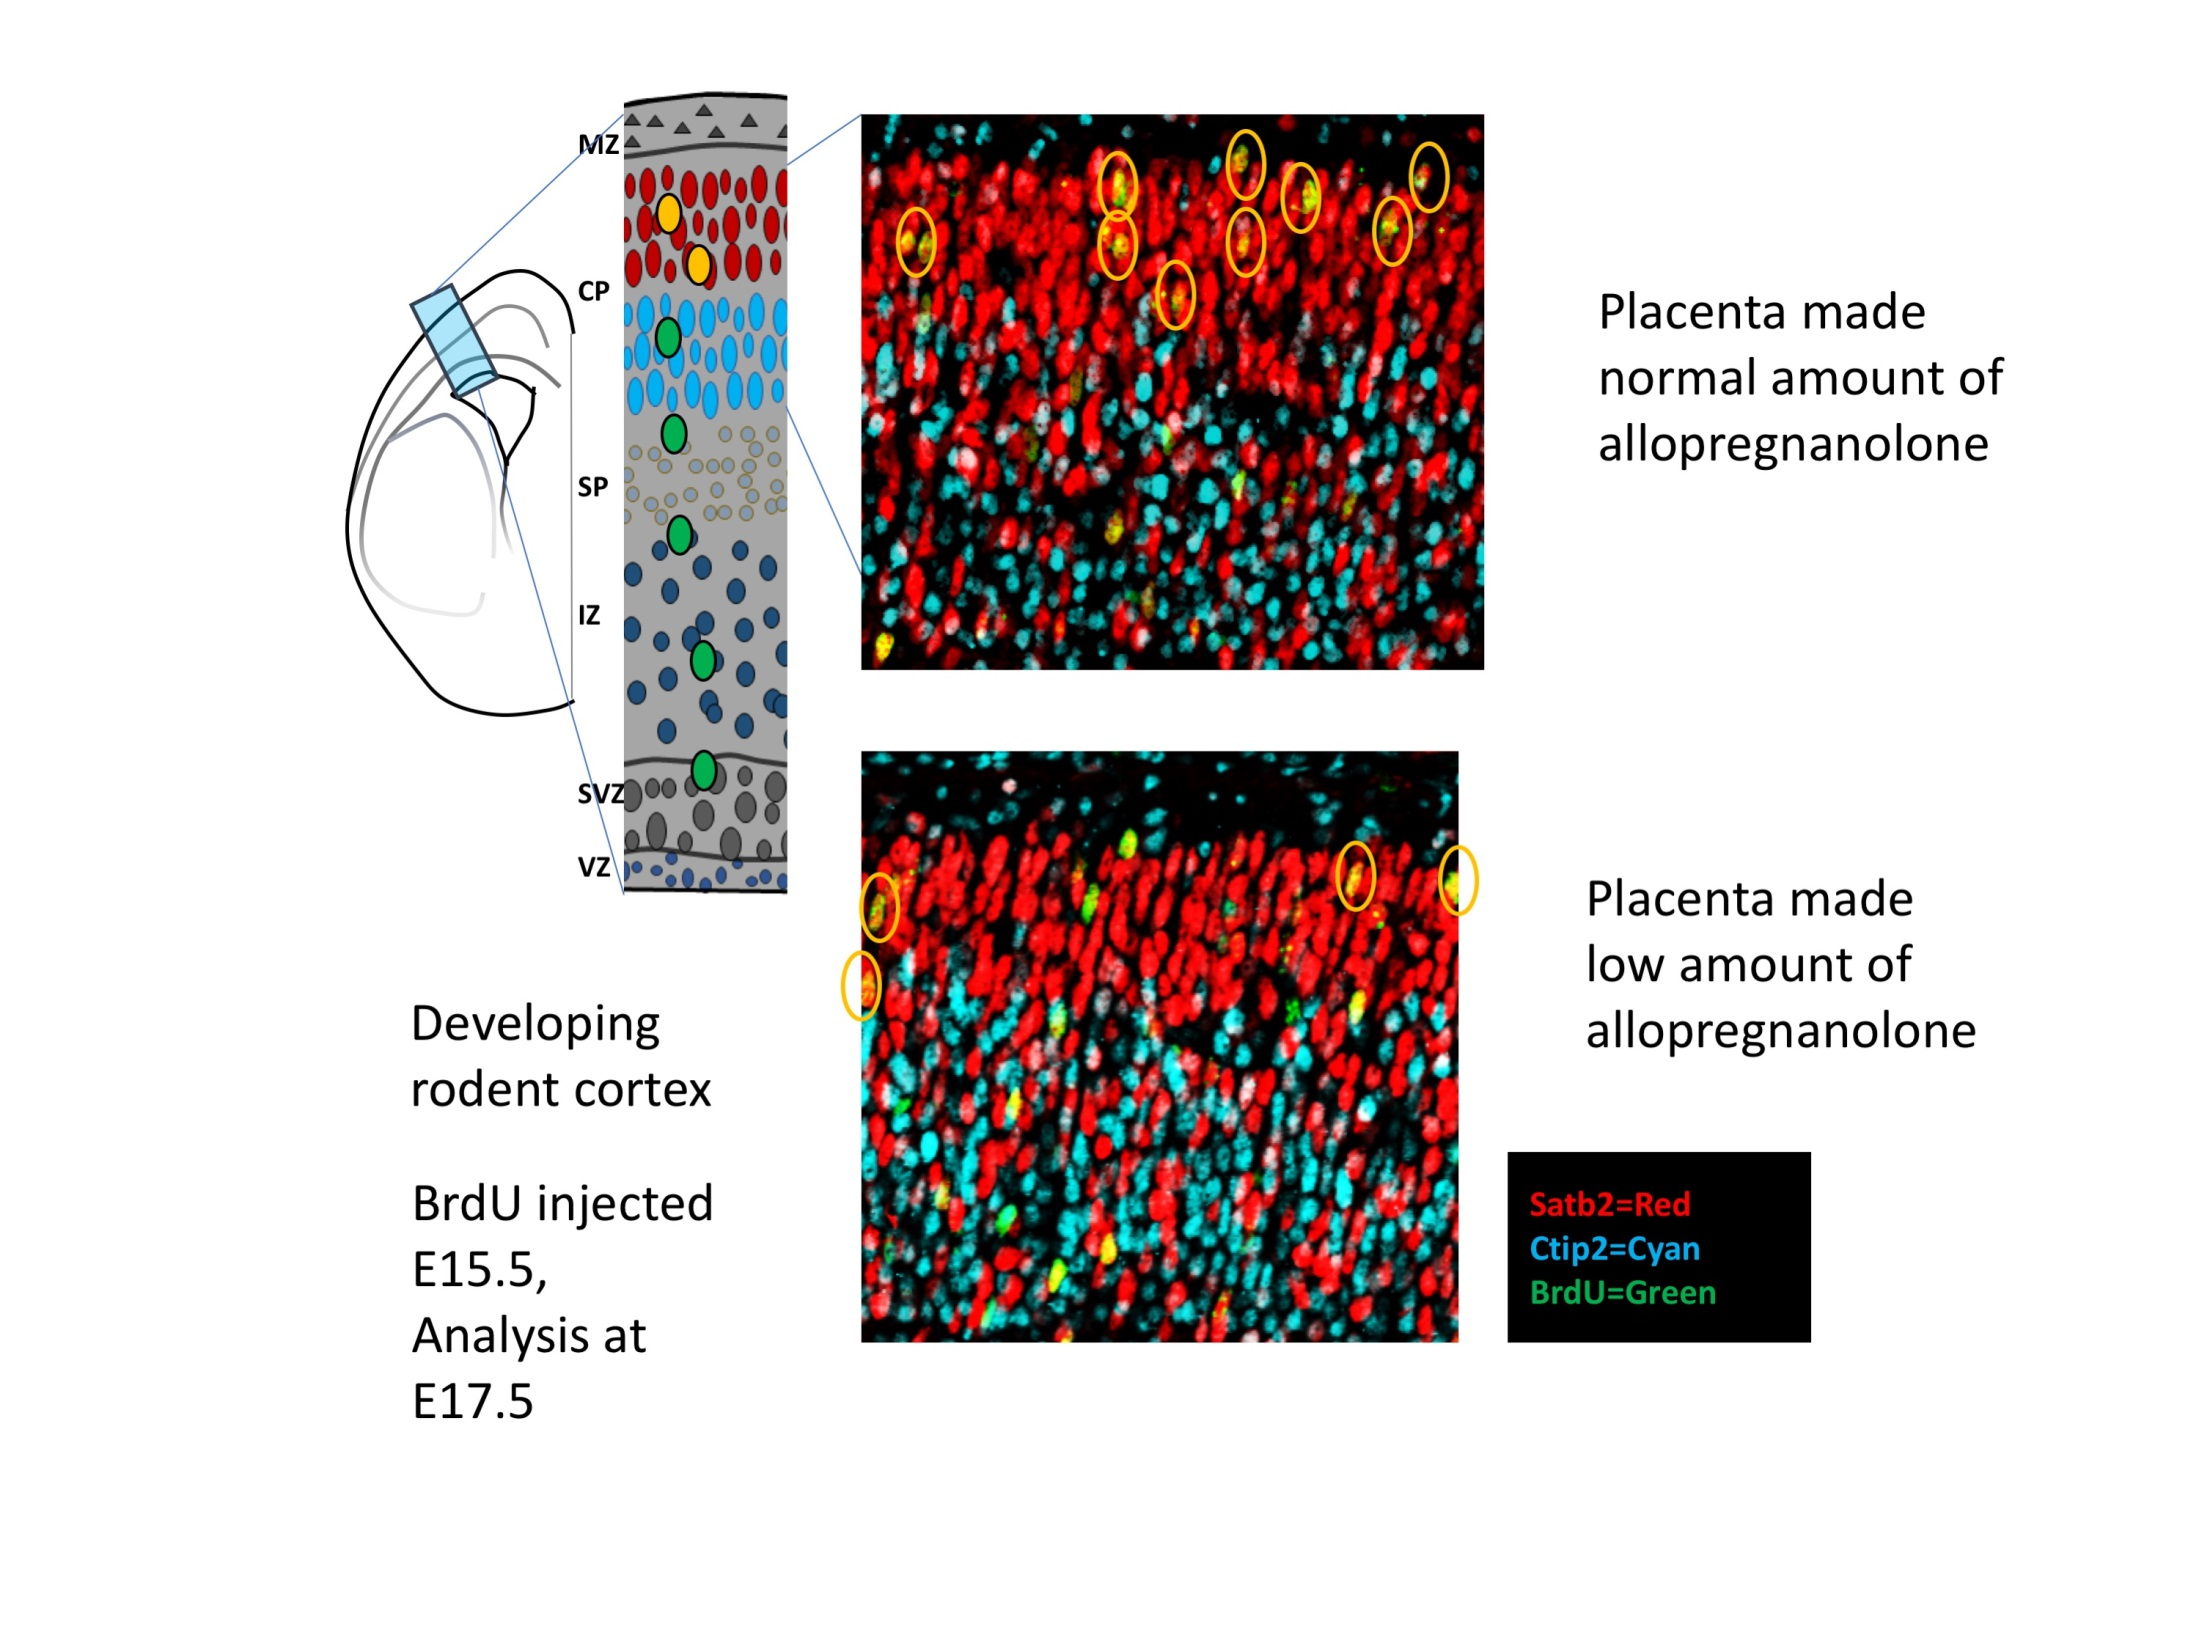 MZ
CP
SP
IZ
SVZ
VZ
Developing
rodent cortex
BrdU injected
E15.5,
Analysis at
E17.5
Placenta made
normal amount of
allopregnanolone
Placenta made
low amount of
allopregnanolone
Satb2=Red
Ctip2=Cyan
BrdU=Green